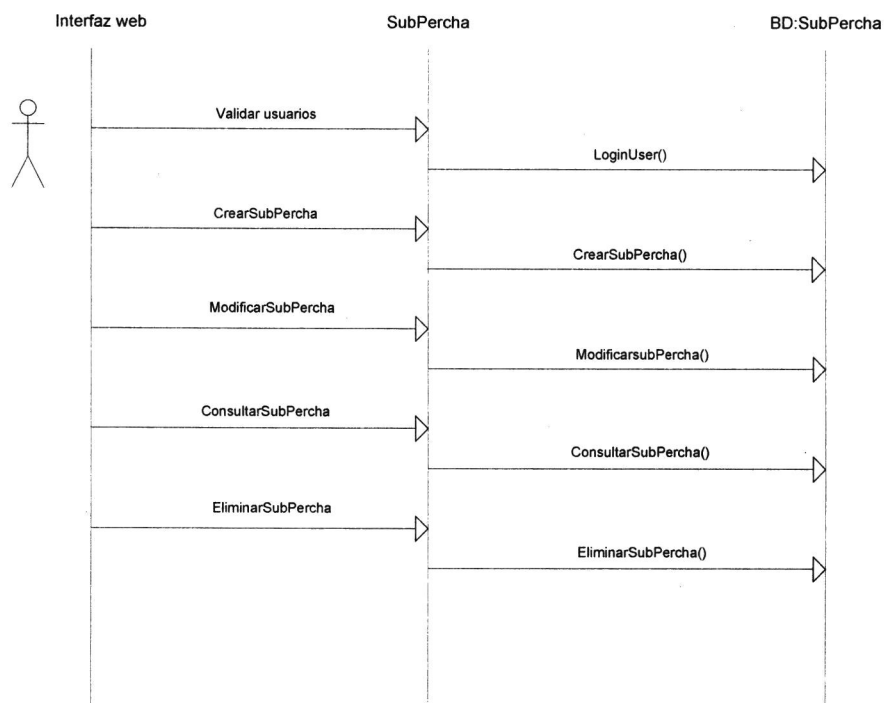 Interfaz web
SubPercha
BD:SubPercha
Validar usuarios
LoginUser()
CrearSubPercha
CrearSubPercha()
ModificarSubPercha
ModificarsubPercha()
ConsultarSubPercha
ConsultarSubPercha()
EliminarSubPercha
EliminarSubPercha()